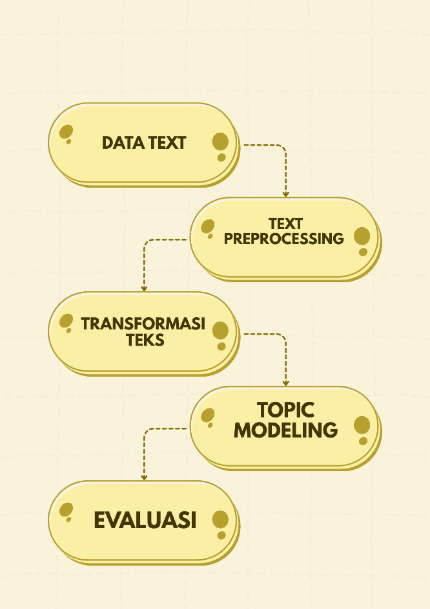 DATA TEXT
TEXT
PREPROCESSING
TRANSFORMASI
TEKS
TOPIC
MODELING
EVALUASI